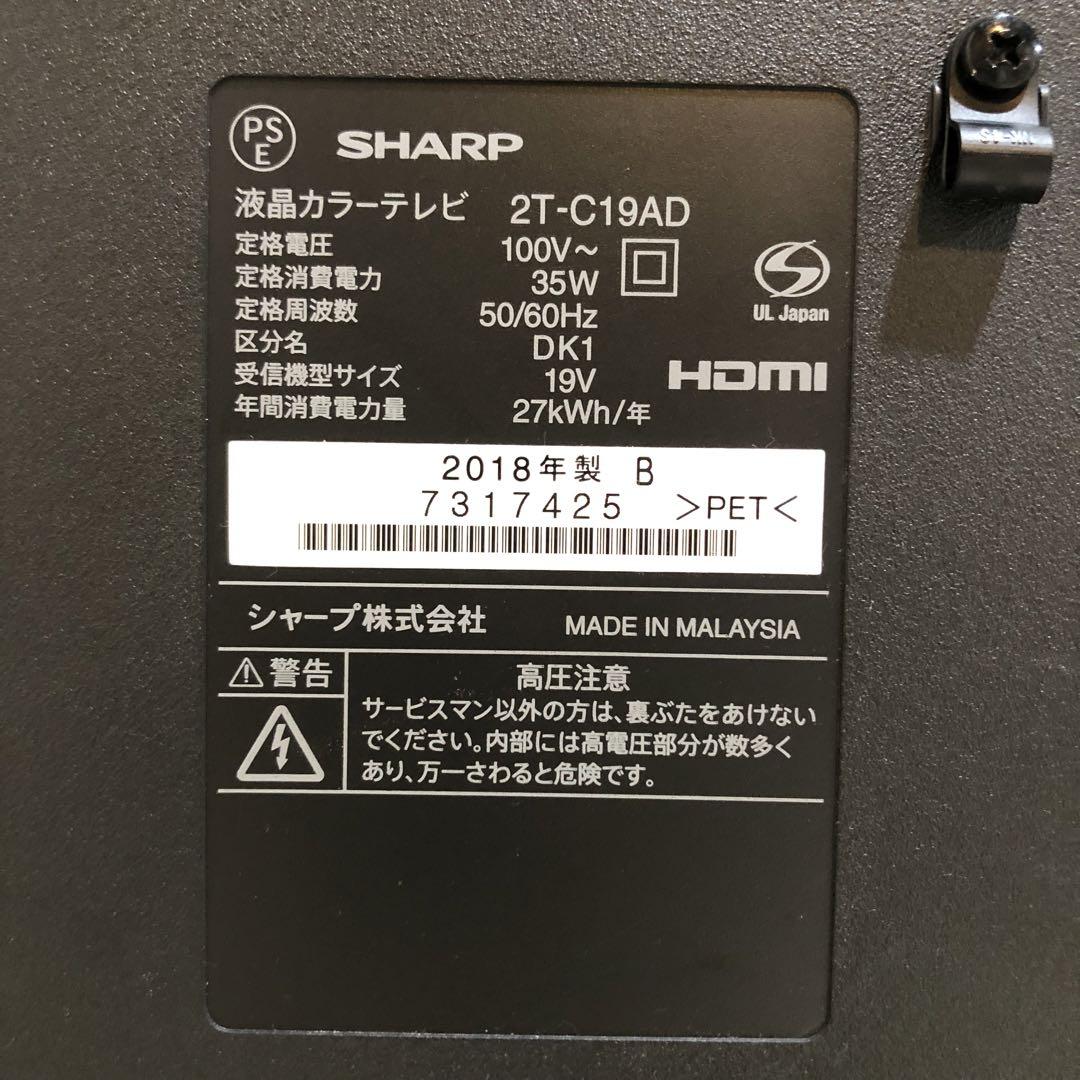 PS
E
SHARP
液晶カラーテレビ 2T-C19AD
定格電圧 100V～
定格消費電力 35W
定格周波数 50/60Hz
区分名 DK1
受信機型サイズ 19V
年間消費電力量 27kWh/年
UL Japan
HDMI
2018年製 B
7317425 >PET<
シャープ株式会社 MADE IN MALAYSIA
⚠警告
高圧注意
サービスマン以外の方は、裏ぶたをあけない
でください。内部には高電圧部分が数多く
あり、万一さわると危険です。